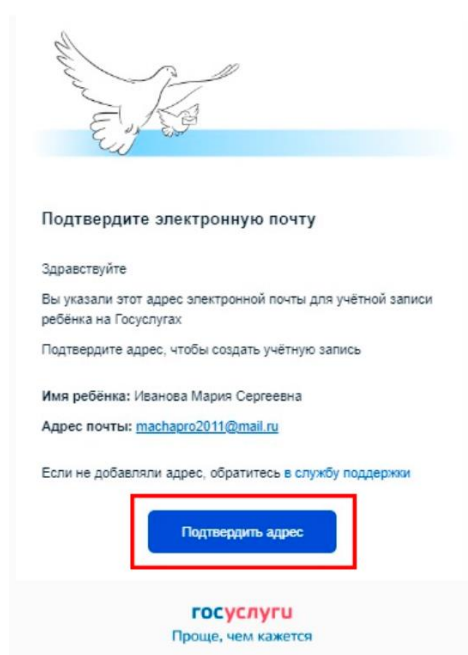 Подтвердите электронную почту
Здравствуйте
Вы указали этот адрес электронной почты для учётной записи
ребёнка на Госуслугах
Подтвердите адрес, чтобы создать учётную запись
Имя ребёнка: Иванова Мария Сергеевна
Адрес почты: machapro2011@mail.ru
Если не добавляли адрес, обратитесь в службу поддержки
Подтвердить адрес
госуслуги
Проще, чем кажется